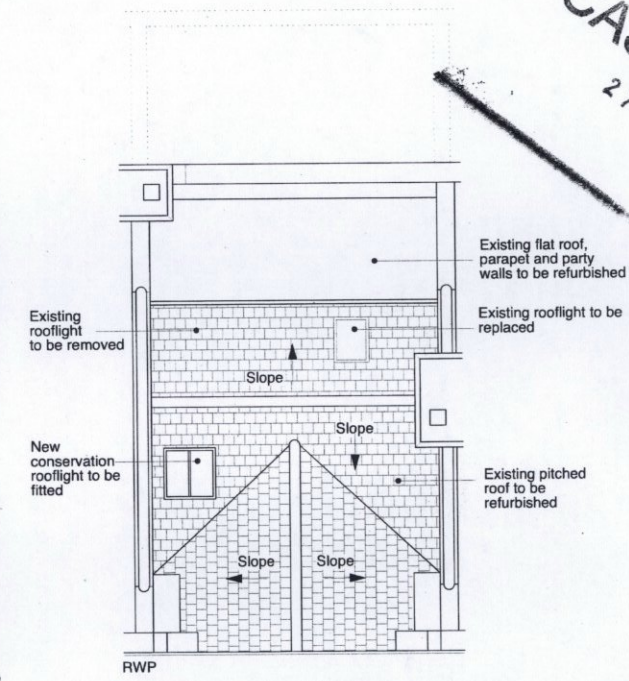 Existing flat roof,
parapet and party
walls to be refurbished
Existing
rooflight
to be removed
Existing rooflight to be
replaced
Slope
Slope
New
conservation
rooflight to be
fitted
Existing pitched
roof to be
refurbished
Slope
Slope
RWP